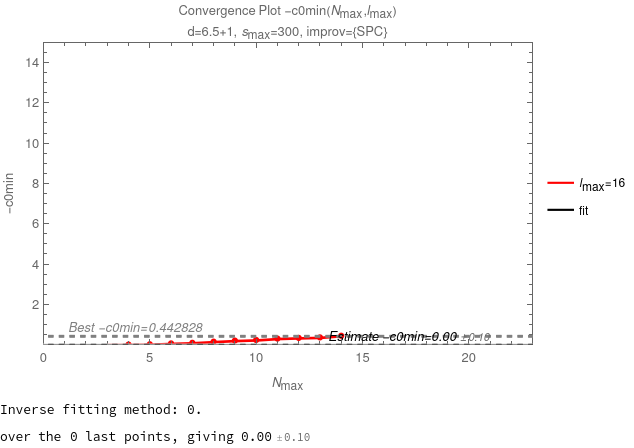 Convergence Plot −c0min(Nmax,lmax)
d=6.5+1, smax=300, improv={SPC}
14
12
10
8
6
4
2
−c0min
lmax=16
fit
Best −c0min=0.442828
Estimate −c0min=0.00 ±0.10
0 5 10 15 20
Nmax
Inverse fitting method: 0.
over the 0 last points, giving 0.00 ±0.10